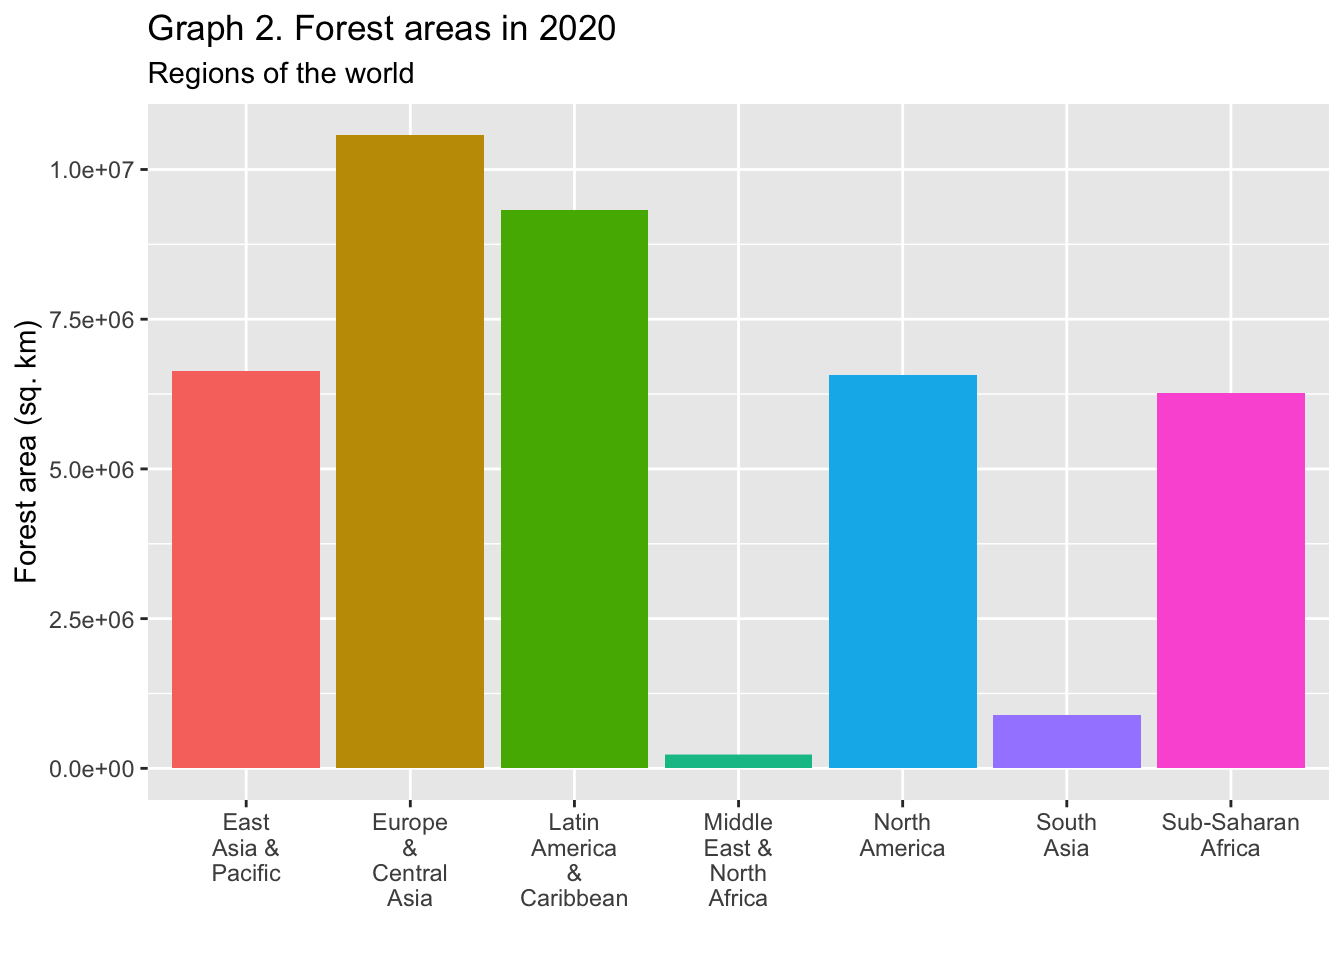 Graph 2. Forest areas in 2020
Regions of the world
Forest area (sq. km)
1.0e+07
7.5e+06
5.0e+06
2.5e+06
0.0e+00
East
Asia &
Pacific
Europe
&
Central
Asia
Latin
America
&
Caribbean
Middle
East &
North
Africa
North
America
South
Asia
Sub-Saharan
Africa